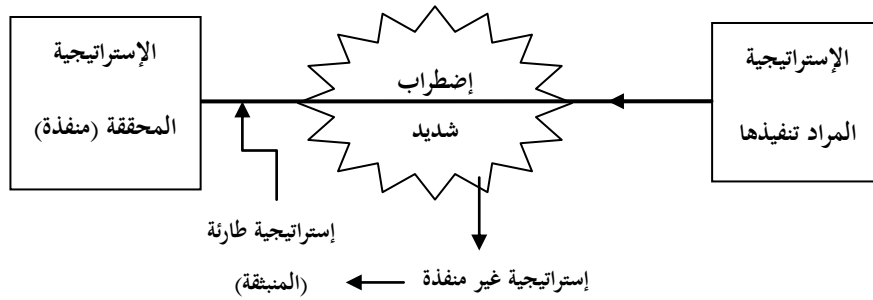 الإستراتيجية
المراد تنفيذها
إضطراب
شديد
الإستراتيجية
المحققة (منفذة)
إستراتيجية غير منفذة
إستراتيجية طارئة
(المنبثقة)